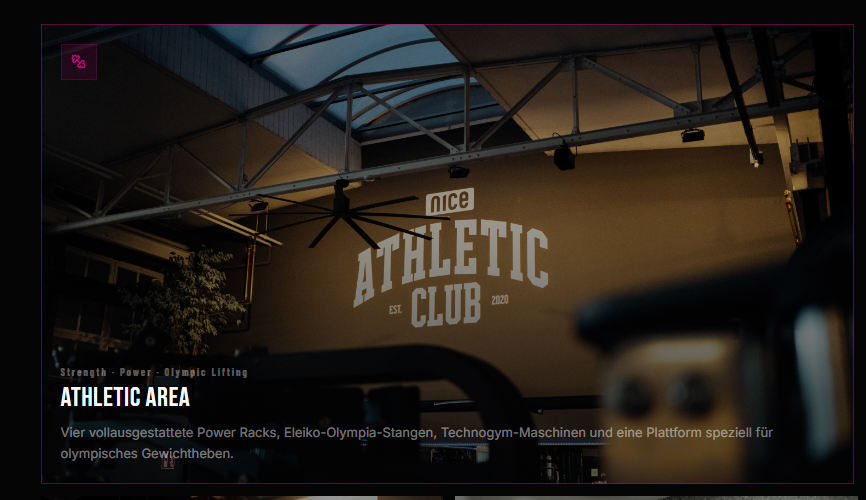 nice
ATHLETIC
EST. CLUB 2020
Strength · Power · Olympic Lifting
ATHLETIC AREA
Vier vollausgestattete Power Racks, Eleiko-Olympia-Stangen, Technogym-Maschinen und eine Plattform speziell für
olympisches Gewichtheben.